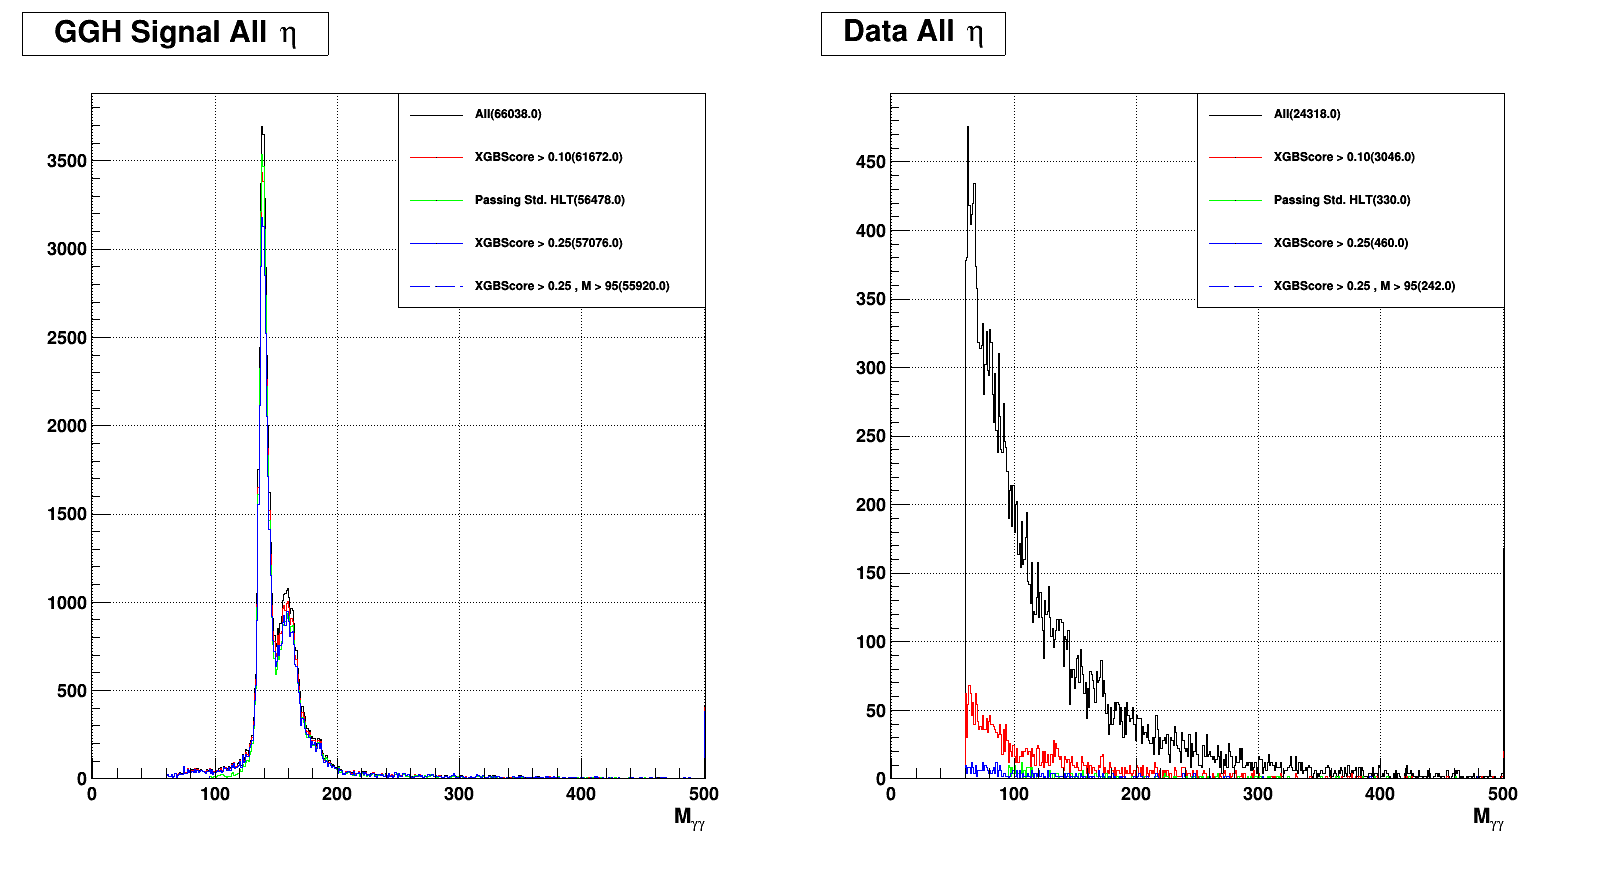 GGH Signal All η
All(66038.0)
XGBScore > 0.10(61672.0)
Passing Std. HLT(56478.0)
XGBScore > 0.25(57076.0)
XGBScore > 0.25 , M > 95(55920.0)
3500
3000
2500
2000
1500
1000
500
0
0 100 200 300 400 500
Mγγ
Data All η
All(24318.0)
XGBScore > 0.10(3046.0)
Passing Std. HLT(330.0)
XGBScore > 0.25(460.0)
XGBScore > 0.25 , M > 95(242.0)
450
400
350
300
250
200
150
100
50
0
0 100 200 300 400 500
Mγγ